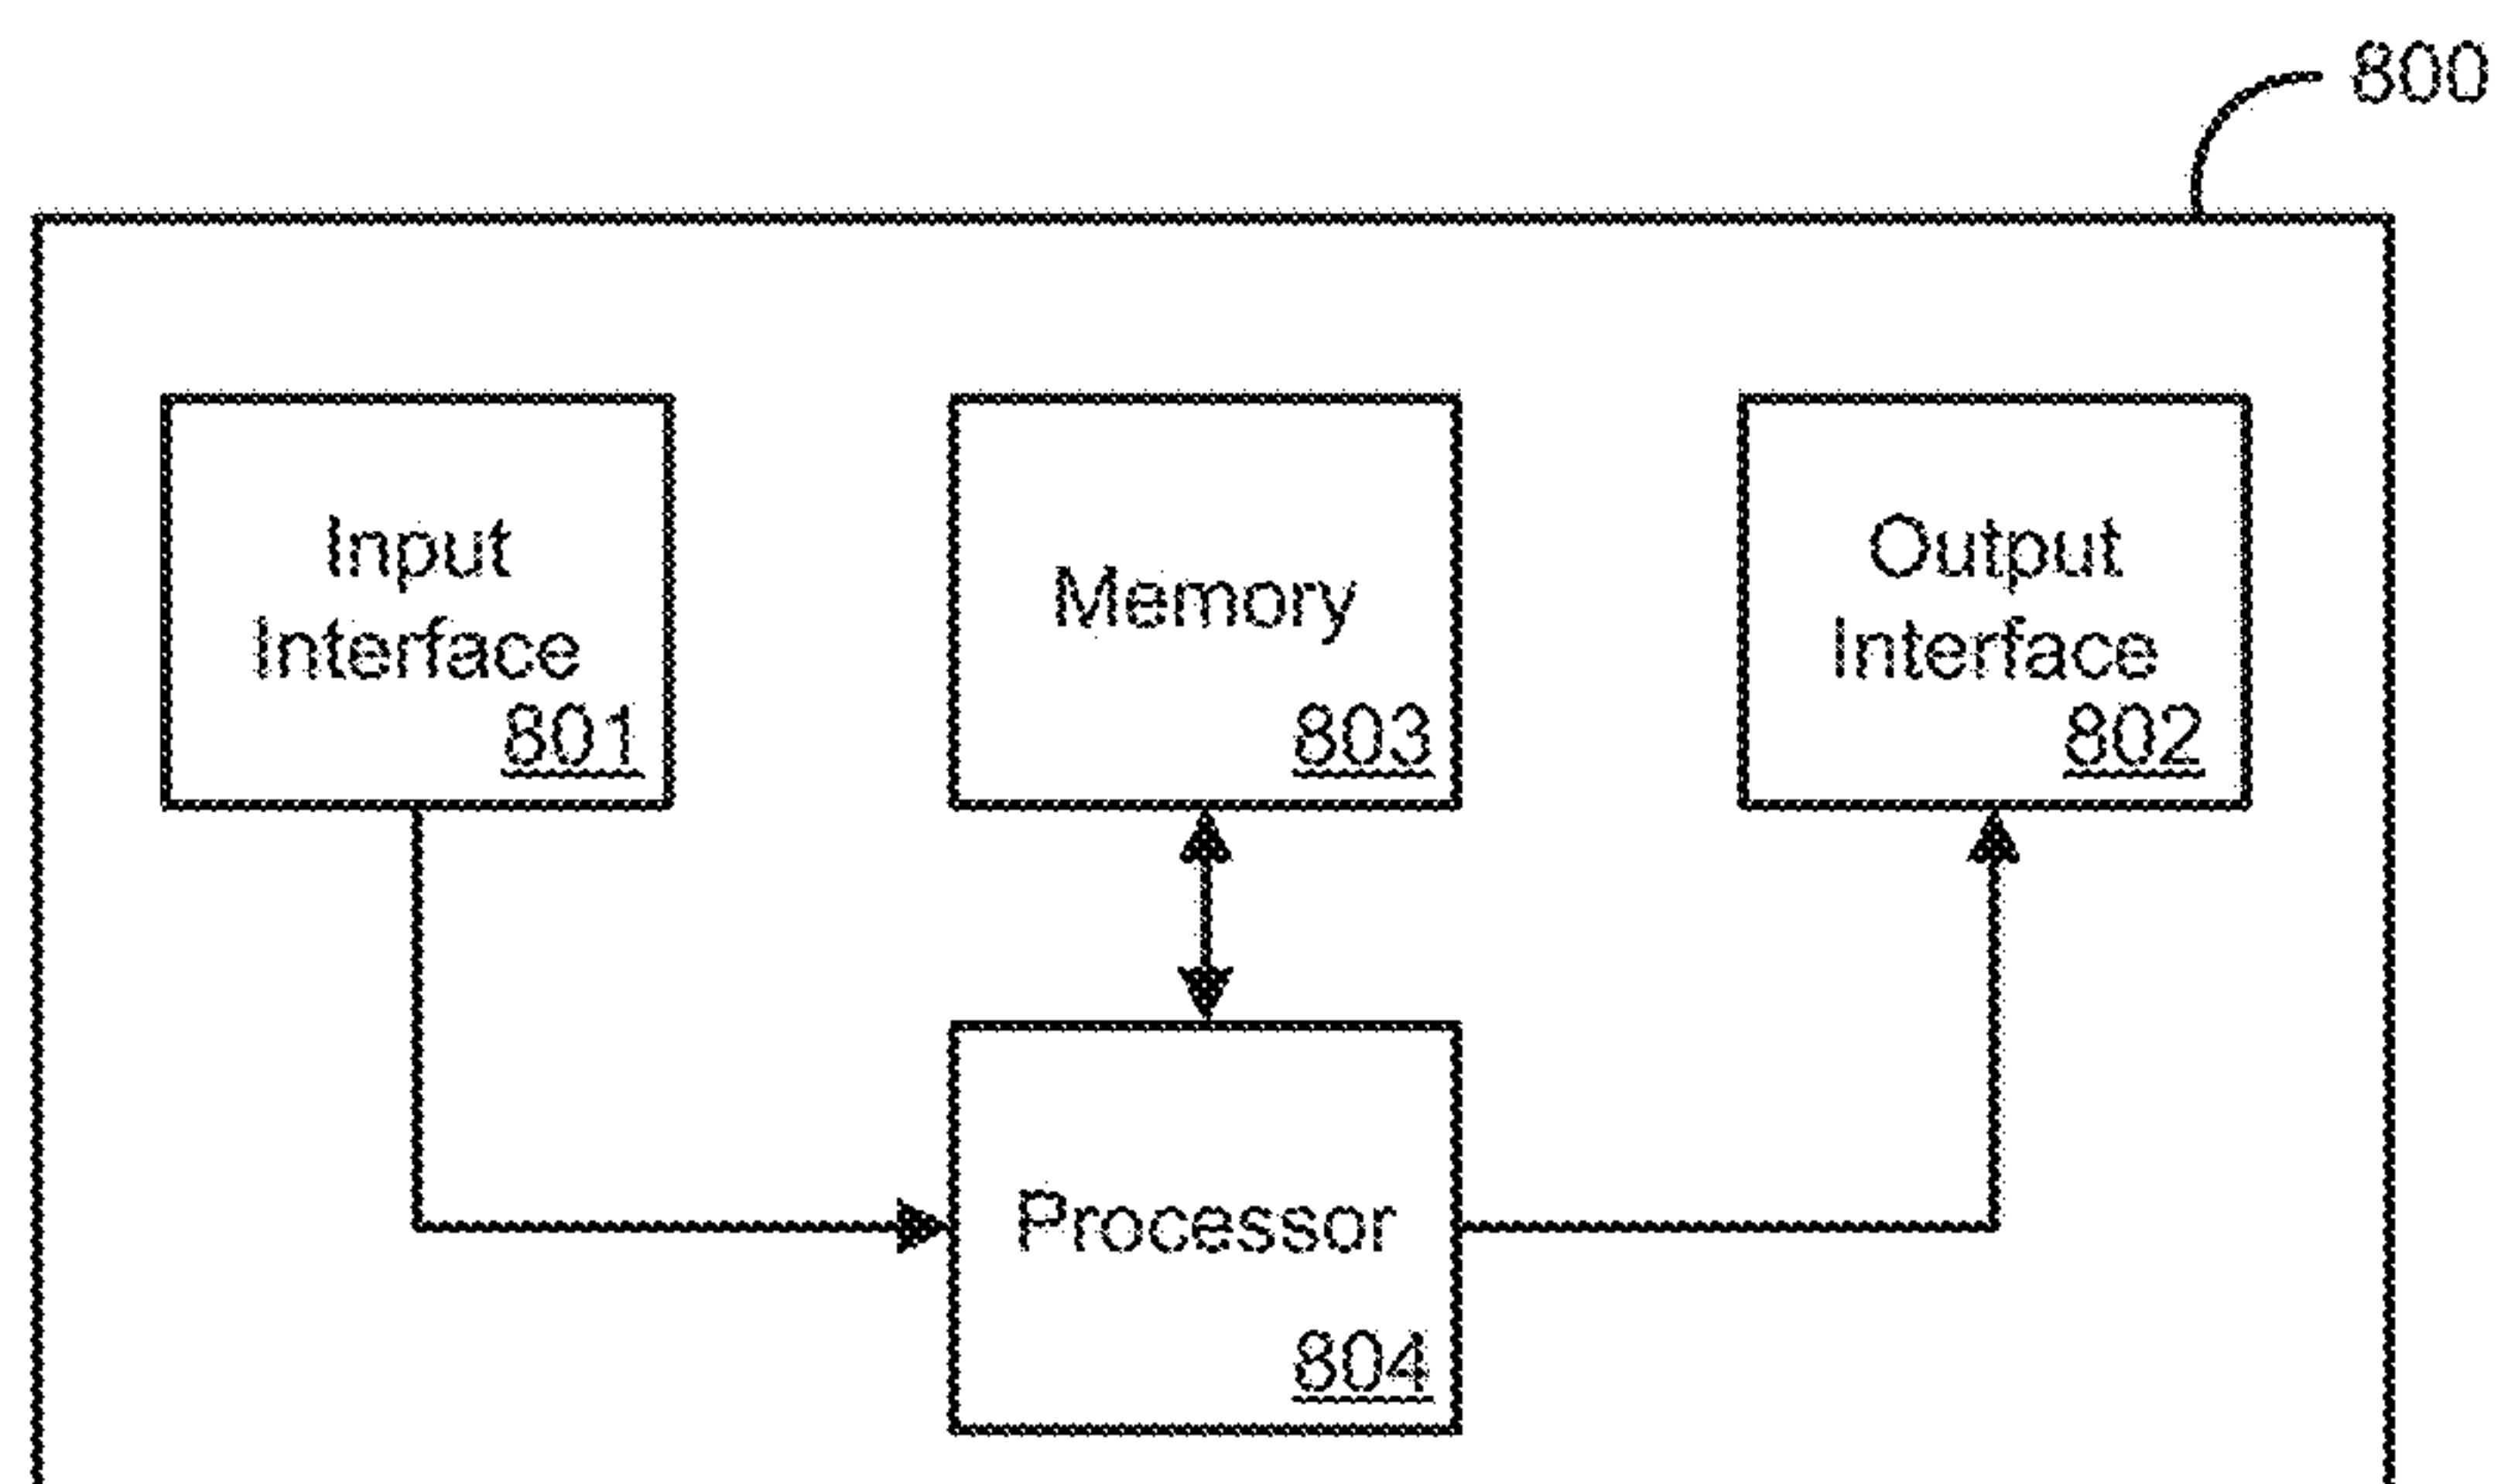 800
Input
Interface
801
Memory
803
Output
Interface
802
Processor
804